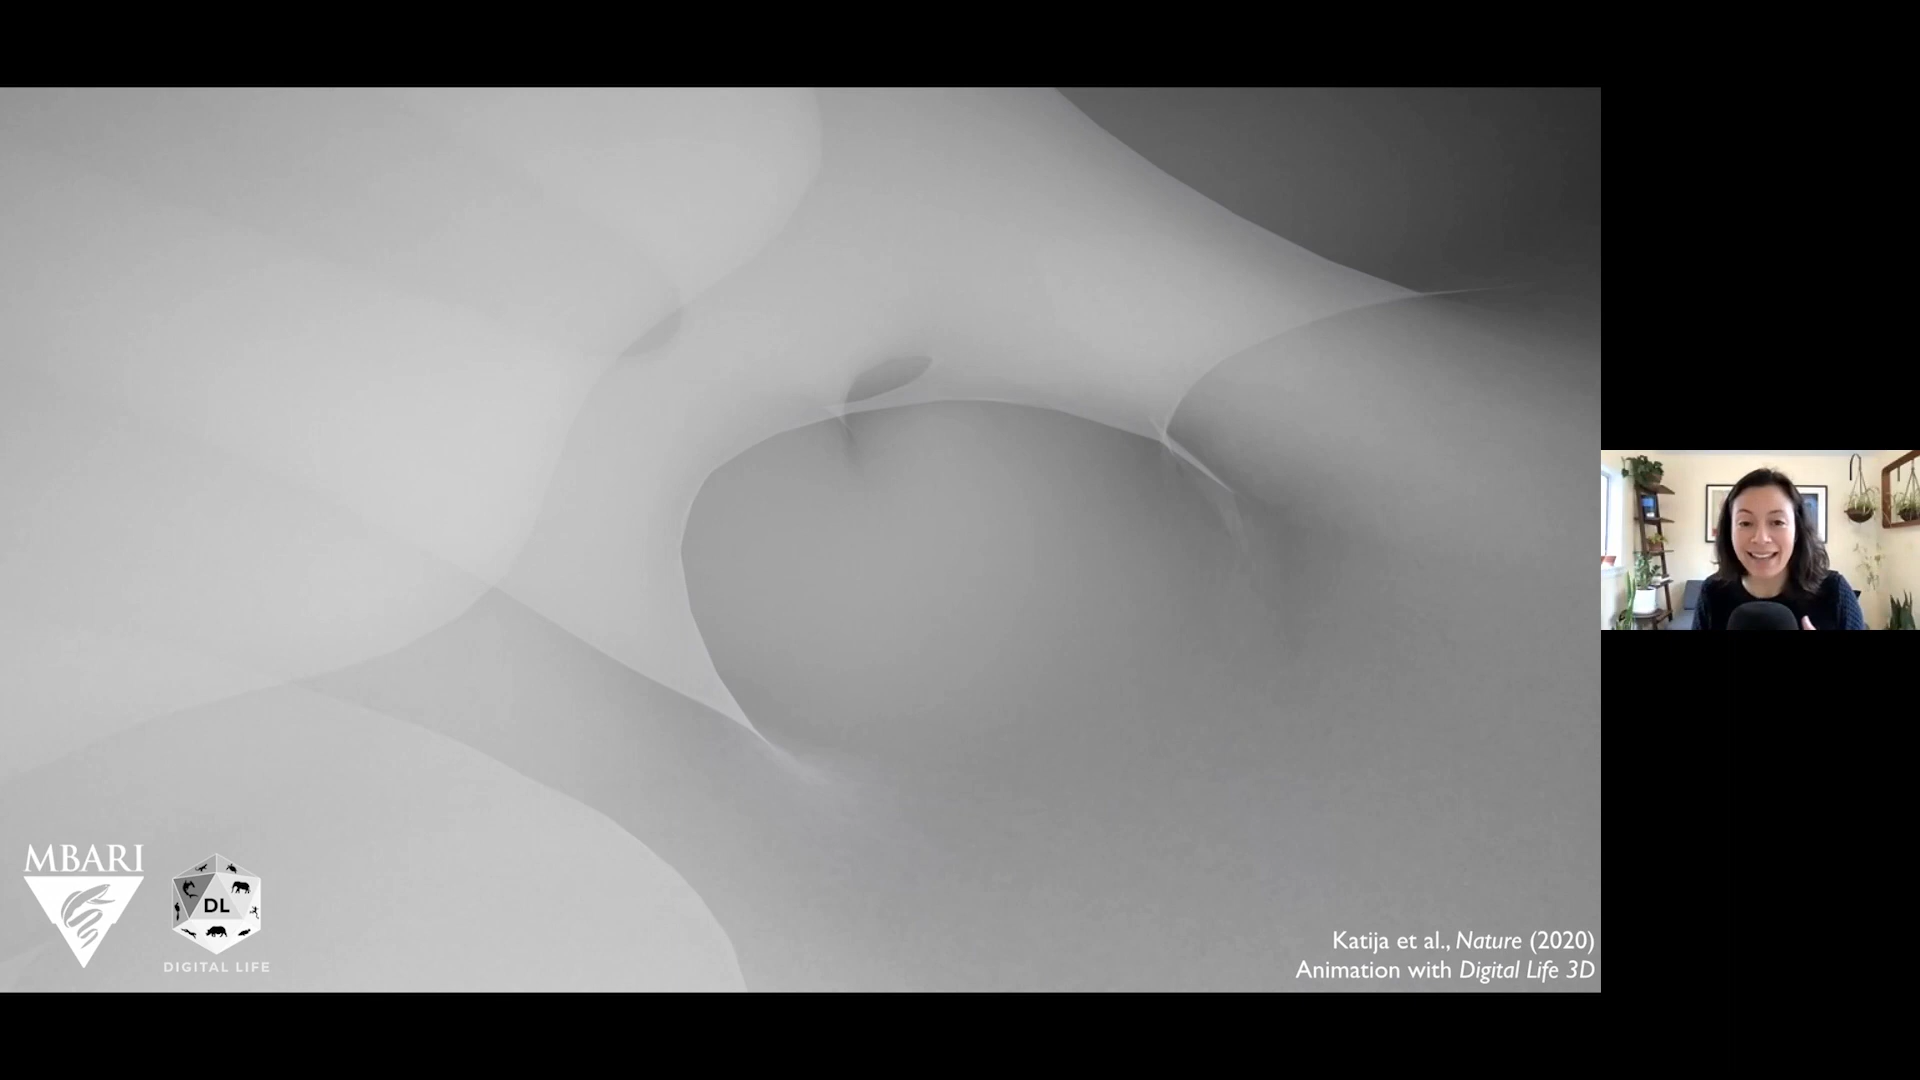 MBARI
DL
DIGITAL LIFE
Katija et al., Nature (2020)
Animation with Digital Life 3D